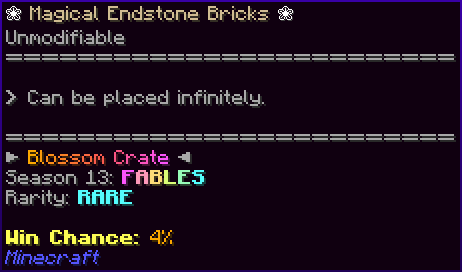 ❀ Magical Endstone Bricks ❀
Unmodifiable
================================
> Can be placed infinitely.
================================
► Blossom Crate ◄
Season 13: FABLES
Rarity: RARE
Win Chance: 4%
Minecraft